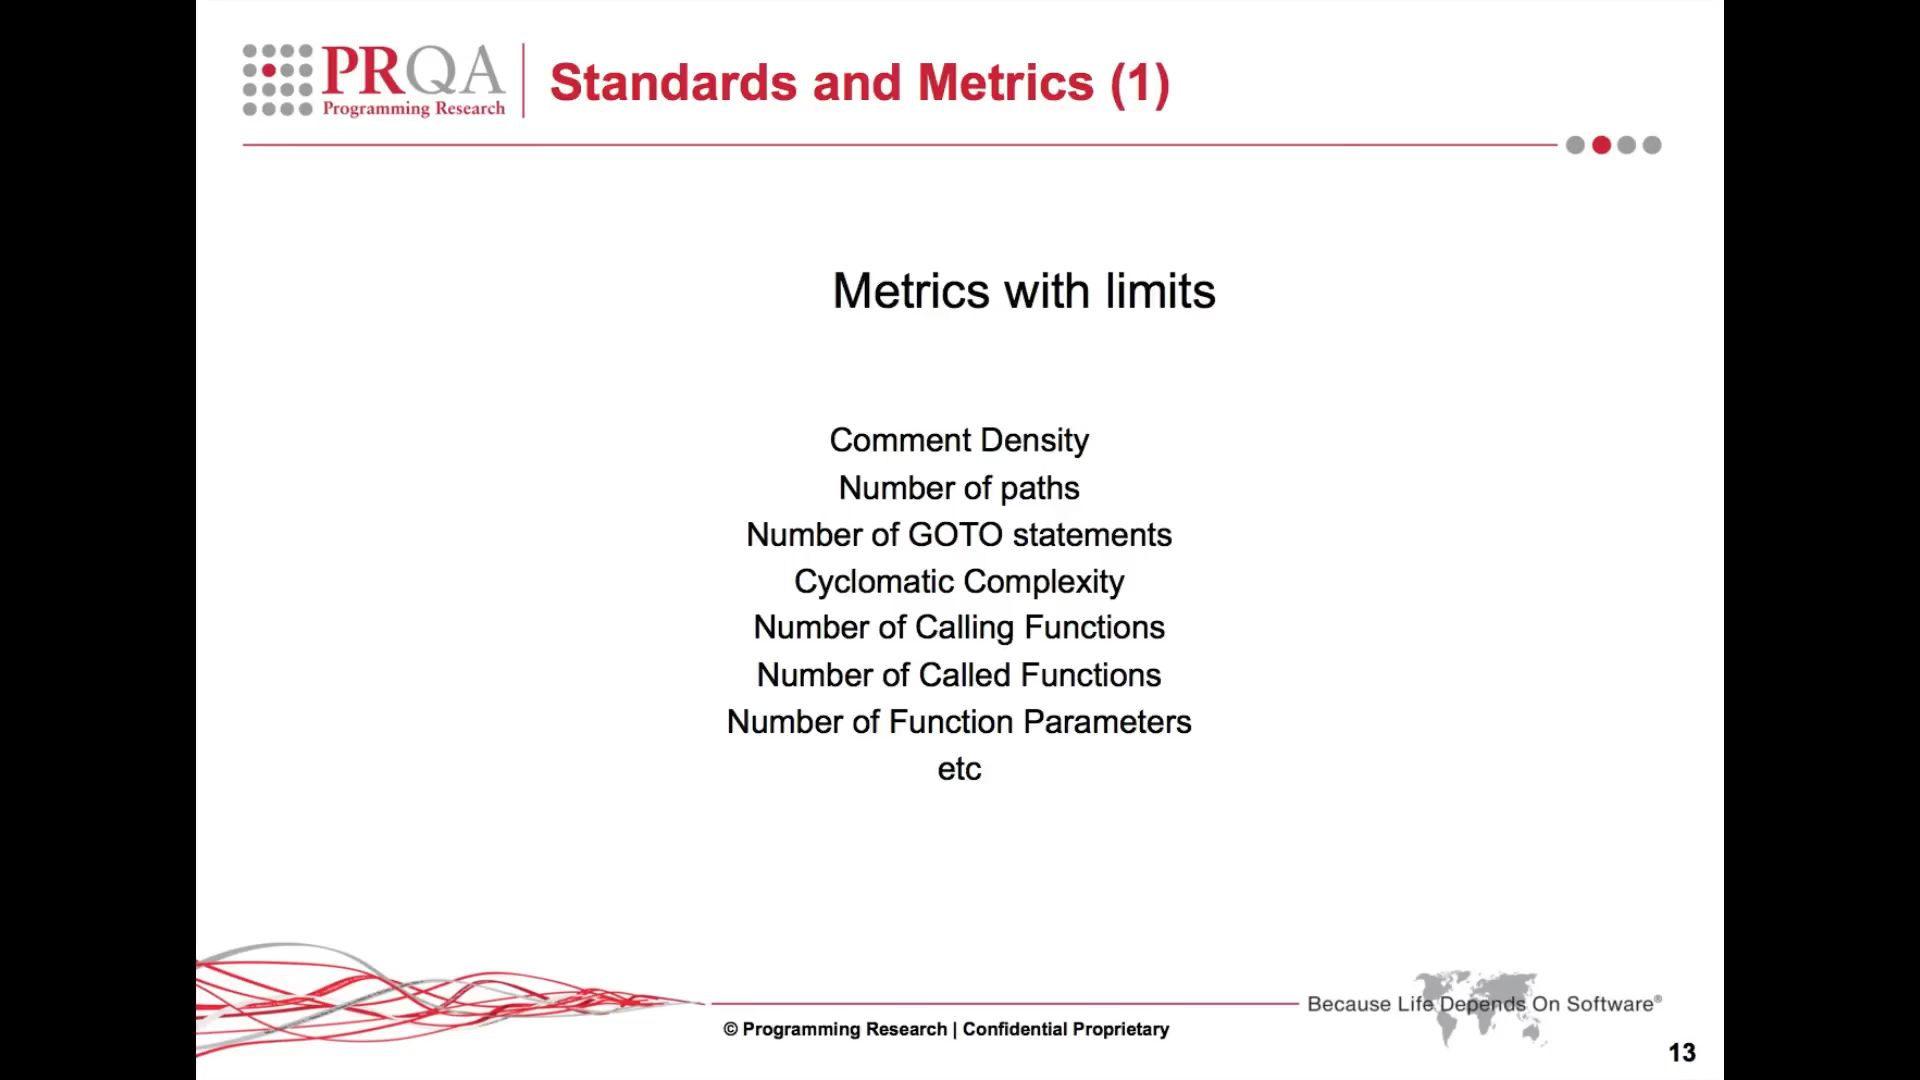 PRQA
Programming Research
Standards and Metrics (1)
Metrics with limits
Comment Density
Number of paths
Number of GOTO statements
Cyclomatic Complexity
Number of Calling Functions
Number of Called Functions
Number of Function Parameters
etc
Because Life Depends On Software®
© Programming Research | Confidential Proprietary
13